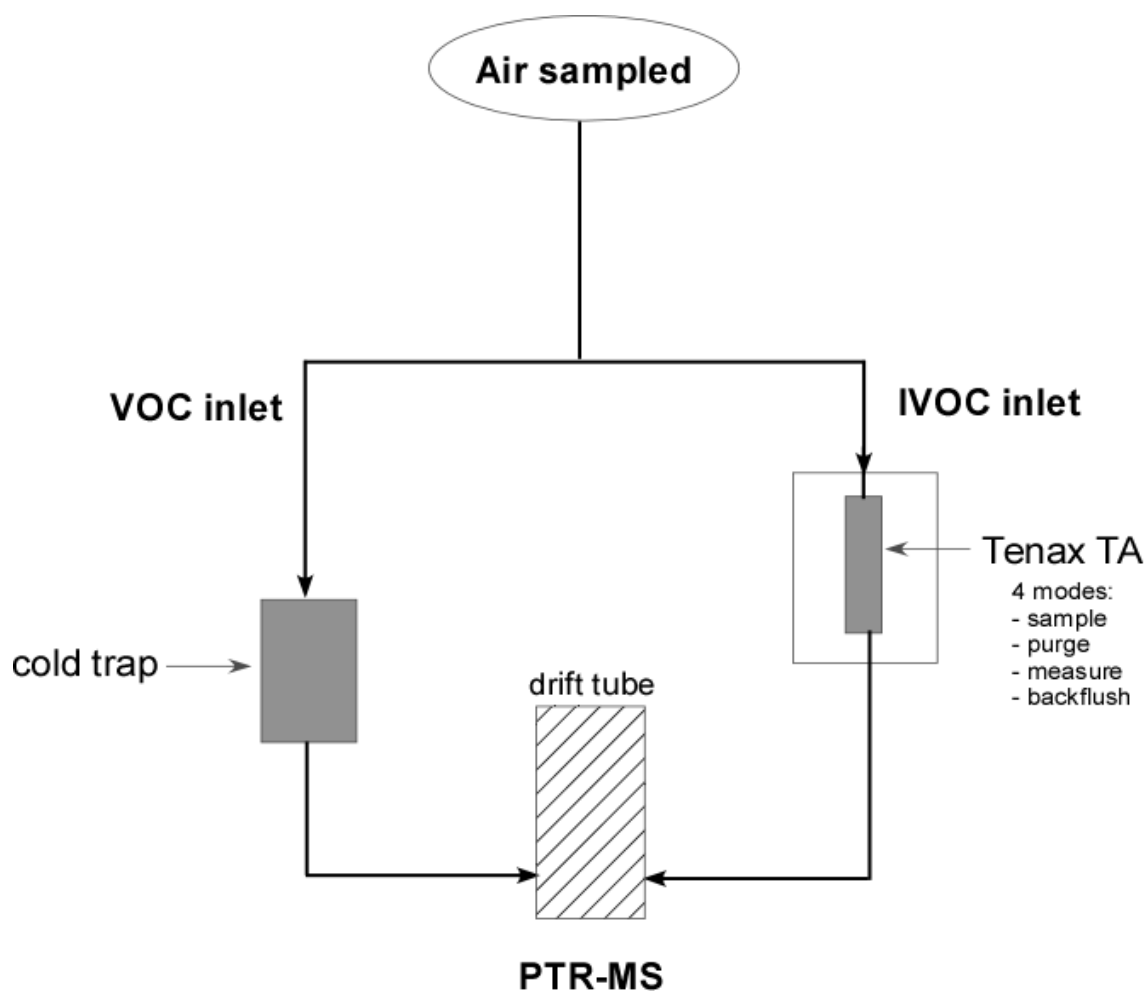 Air sampled
VOC inlet
IVOC inlet
Tenax TA
4 modes:
- sample
- purge
- measure
- backflush
cold trap
drift tube
PTR-MS